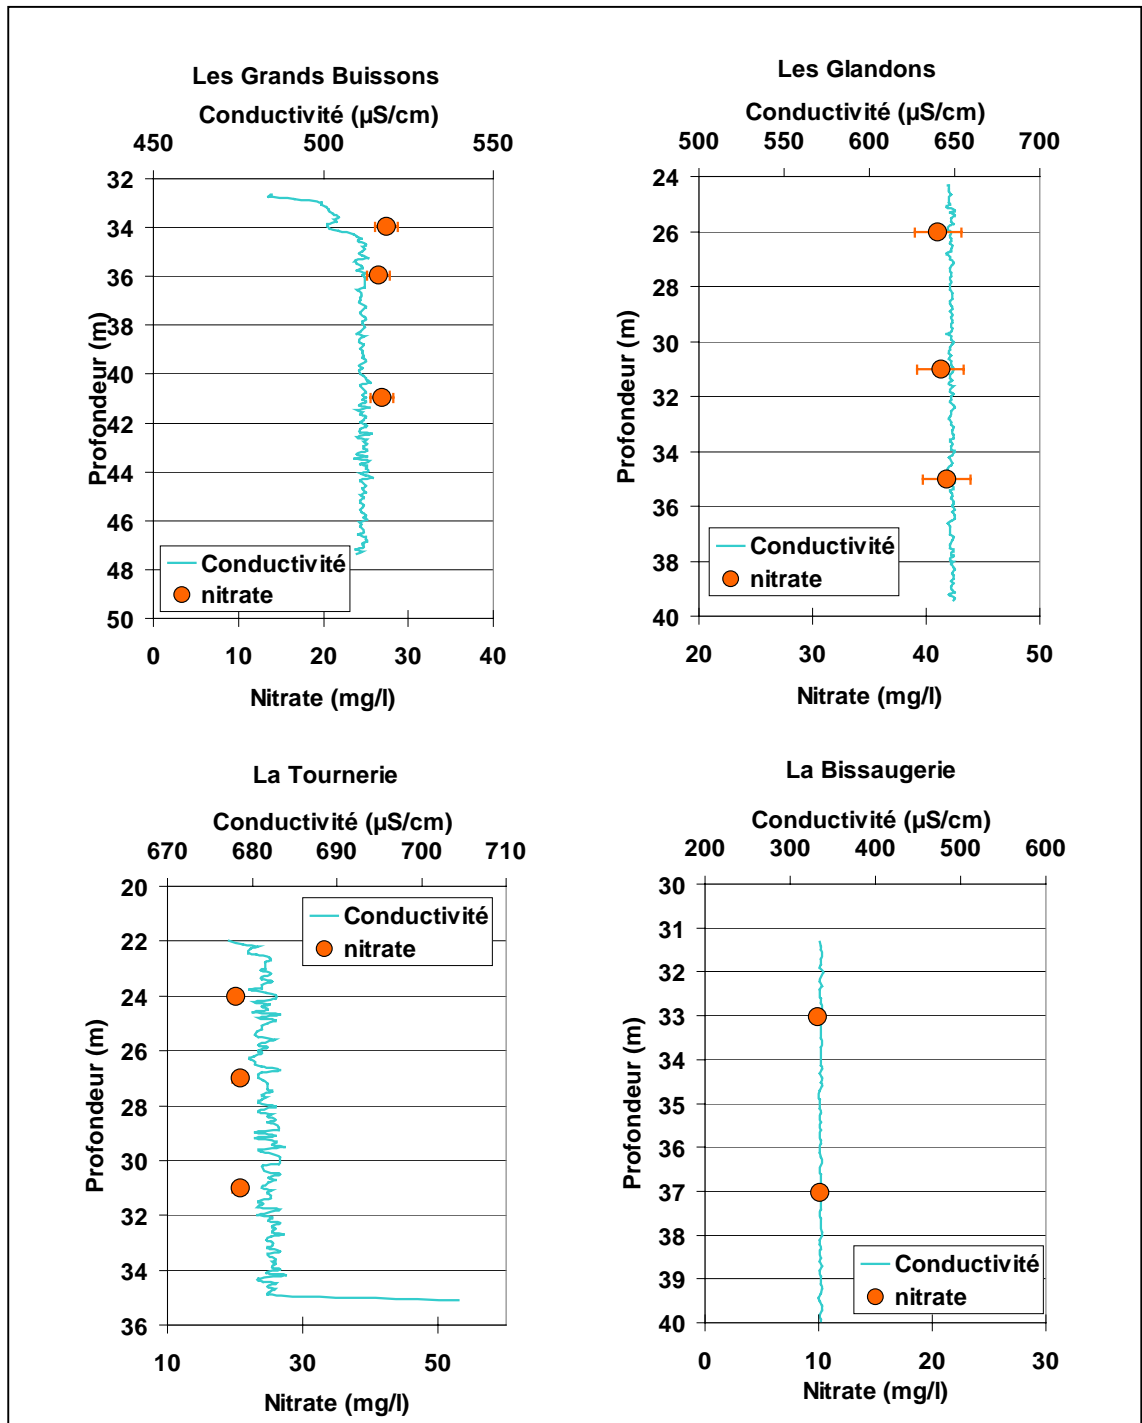 Les Grands Buissons
Conductivité (µS/cm)
450 500 550
32
34
36
38
40
42
44
46
48
50
Profondeur (m)
Conductivité
nitrate
0 10 20 30 40
Nitrate (mg/l)
Les Glandons
Conductivité (µS/cm)
500 550 600 650 700
24
26
28
30
32
34
36
38
40
Profondeur (m)
Conductivité
nitrate
20 30 40 50
Nitrate (mg/l)
La Tournerie
Conductivité (µS/cm)
670 680 690 700 710
20
22
24
26
28
30
32
34
36
Profondeur (m)
Conductivité
nitrate
10 30 50
Nitrate (mg/l)
La Bissaugerie
Conductivité (µS/cm)
200 300 400 500 600
30
31
32
33
34
35
36
37
38
39
40
Profondeur (m)
Conductivité
nitrate
0 10 20 30
Nitrate (mg/l)